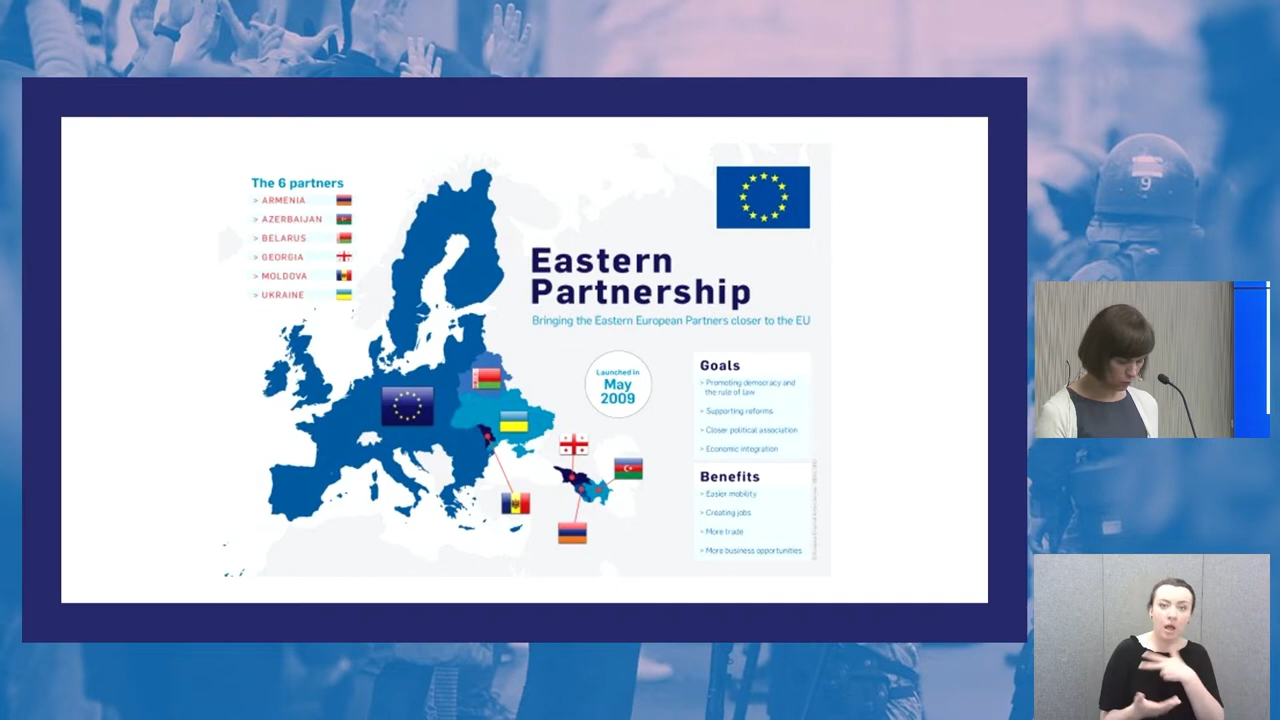 The 6 partners
> ARMENIA
> AZERBAIJAN
> BELARUS
> GEORGIA
> MOLDOVA
> UKRAINE
Eastern
Partnership
Bringing the Eastern European Partners closer to the EU
Launched in
May
2009
Goals
> Promoting democracy and
the rule of law
> Supporting reforms
> Closer political association
> Economic integration
Benefits
> Easier mobility
> Creating jobs
> More trade
> More business opportunities
9